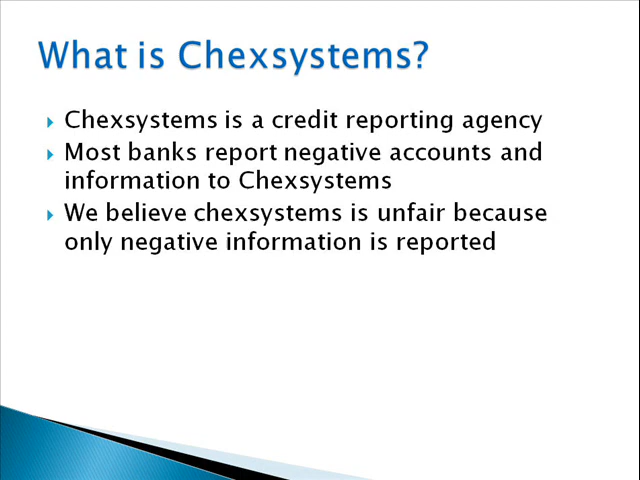 What is Chexsystems?
Chexsystems is a credit reporting agency
Most banks report negative accounts and
information to Chexsystems
We believe chexsystems is unfair because
only negative information is reported